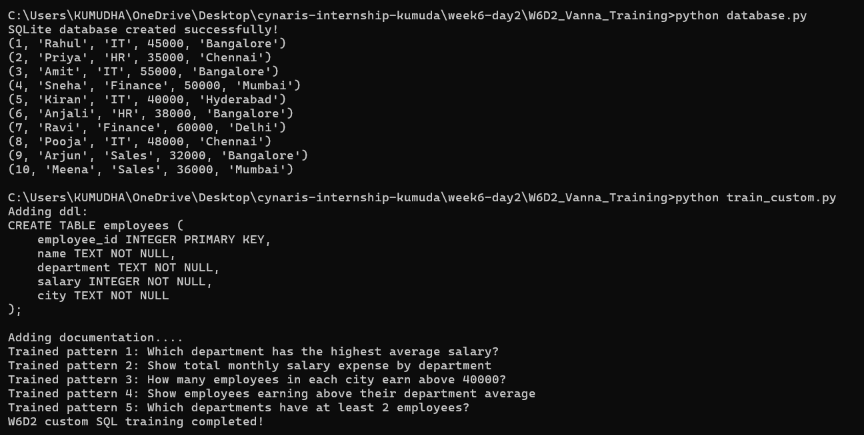 C:\Users\KUMUDHA\OneDrive\Desktop\cynaris-internship-kumuda\week6-day2\W6D2_Vanna_Training>python database.py
SQLite database created successfully!
(1, 'Rahul', 'IT', 45000, 'Bangalore')
(2, 'Priya', 'HR', 35000, 'Chennai')
(3, 'Amit', 'IT', 55000, 'Bangalore')
(4, 'Sneha', 'Finance', 50000, 'Mumbai')
(5, 'Kiran', 'IT', 40000, 'Hyderabad')
(6, 'Anjali', 'HR', 38000, 'Bangalore')
(7, 'Ravi', 'Finance', 60000, 'Delhi')
(8, 'Pooja', 'IT', 48000, 'Chennai')
(9, 'Arjun', 'Sales', 32000, 'Bangalore')
(10, 'Meena', 'Sales', 36000, 'Mumbai')

C:\Users\KUMUDHA\OneDrive\Desktop\cynaris-internship-kumuda\week6-day2\W6D2_Vanna_Training>python train_custom.py
Adding ddl:
CREATE TABLE employees (
    employee_id INTEGER PRIMARY KEY,
    name TEXT NOT NULL,
    department TEXT NOT NULL,
    salary INTEGER NOT NULL,
    city TEXT NOT NULL
);

Adding documentation....
Trained pattern 1: Which department has the highest average salary?
Trained pattern 2: Show total monthly salary expense by department
Trained pattern 3: How many employees in each city earn above 40000?
Trained pattern 4: Show employees earning above their department average
Trained pattern 5: Which departments have at least 2 employees?
W6D2 custom SQL training completed!